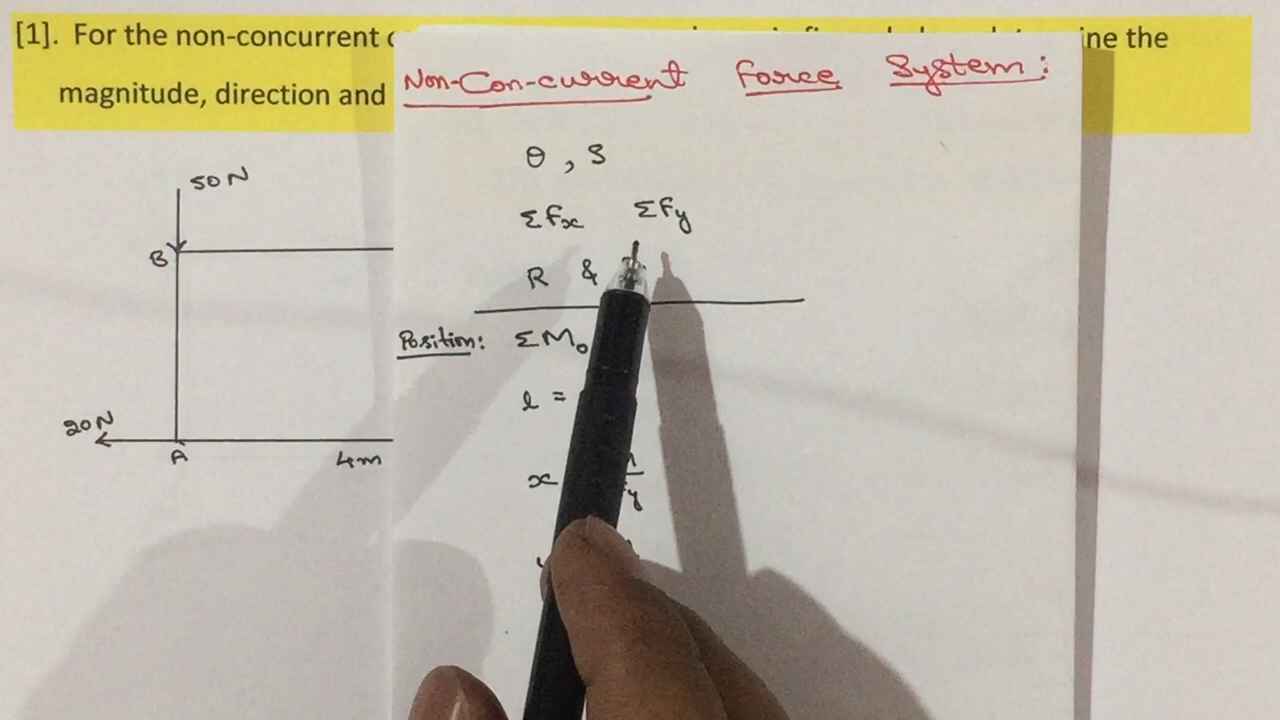 [1]. For the non-concurrent
ine the
magnitude, direction and
Non-Con-current Force System:
θ , S
ΣFx ΣFy
R &
Position: ΣMo
l =
x
50 N
B
20N
A 4m